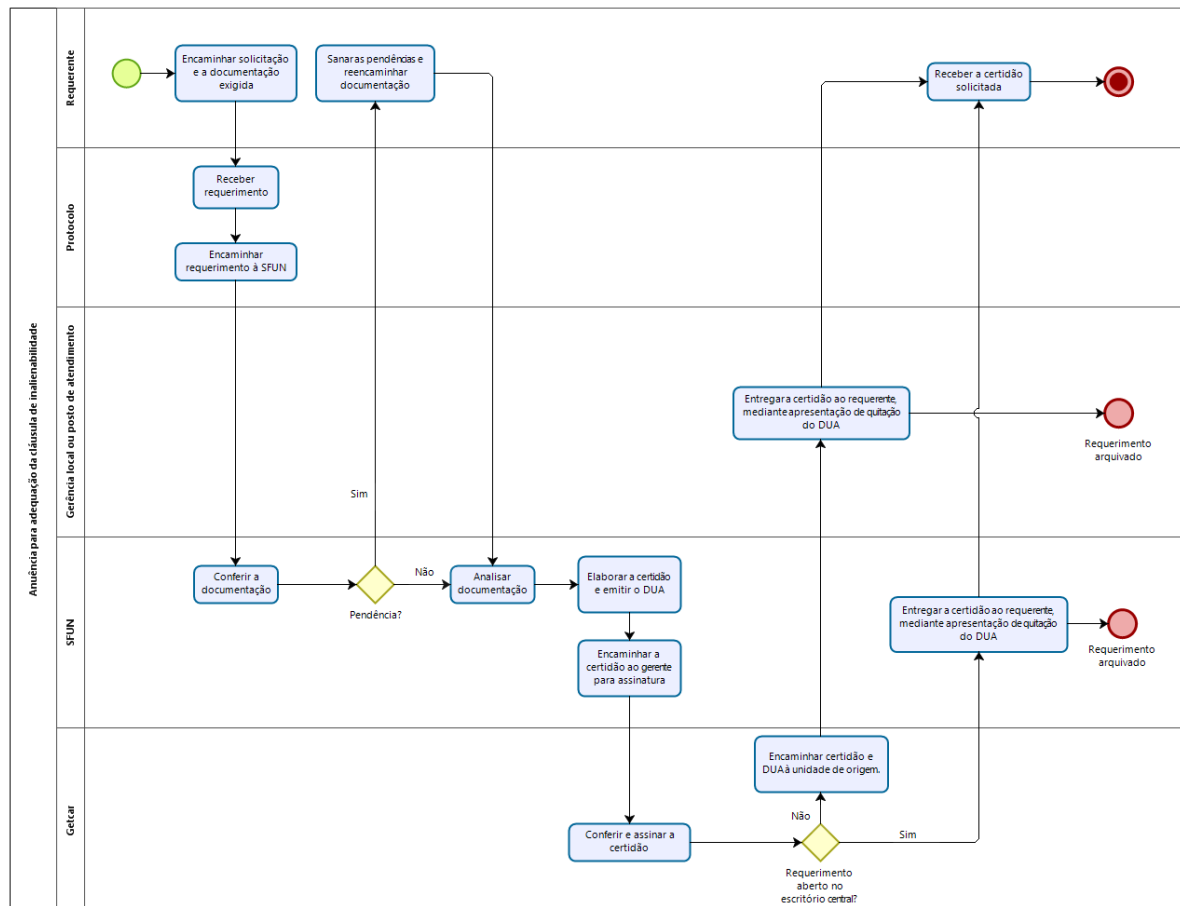 Anuência para adequação da cláusula de inalienabilidade
Requerente
Encaminhar solicitação
e a documentação
exigida
Sanaras pendências e
reencaminhar
documentação
Receber a certidão
solicitada
Protocolo
Receber
requerimento
Encaminhar
requerimento à SFUN
Gerência local ou posto de atendimento
Entregar a certidão ao requerente,
mediante apresentação de quitação
do DUA
Requerimento
arquivado
Sim
SFUN
Conferir a
documentação
Pendência?
Não
Analisar
documentação
Elaborar a certidão
e emitir o DUA
Encaminhar a
certidão ao gerente
para assinatura
Entregar a certidão ao requerente,
mediante apresentação de quitação
do DUA
Requerimento
arquivado
Getcar
Encaminhar certidão e
DUA à unidade de origem.
Não
Conferir e assinar a
certidão
Sim
Requerimento
aberto no
escritório central?